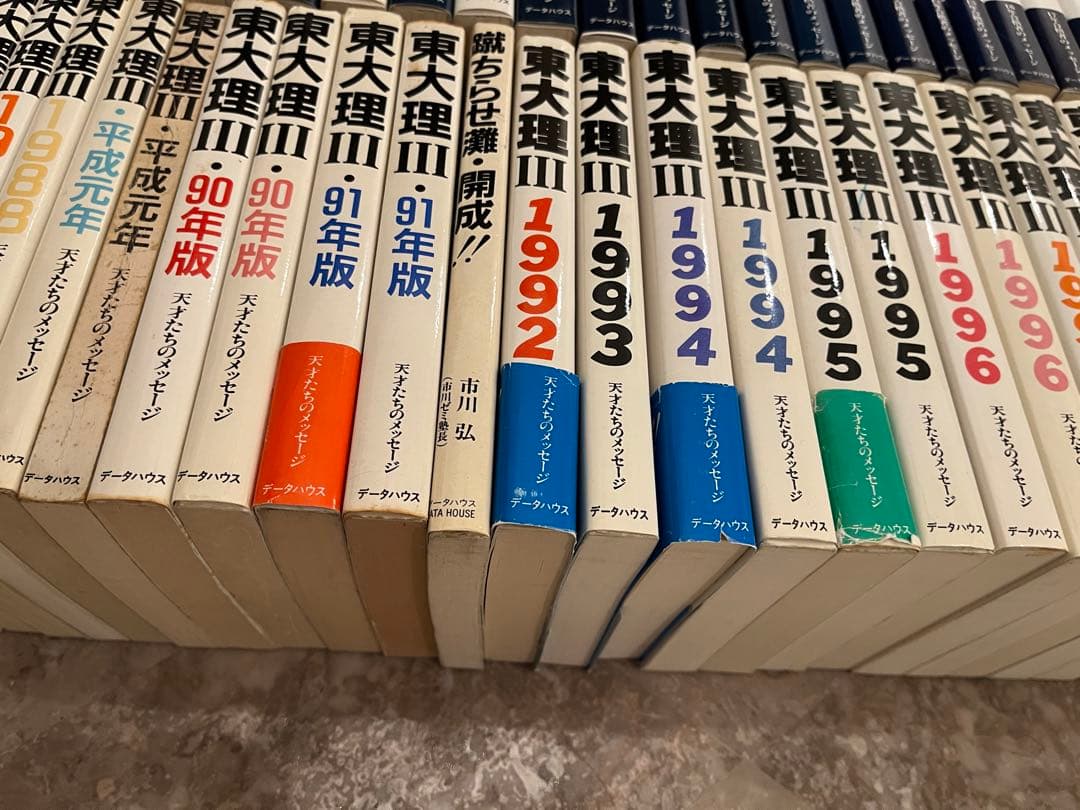 東大理III
1988
東大理III・平成元年
天才たちのメッセージ
データハウス
東大理III・平成元年
天才たちのメッセージ
データハウス
東大理III・90年版
天才たちのメッセージ
データハウス
東大理III・90年版
天才たちのメッセージ
データハウス
東大理III・91年版
天才たちのメッセージ
データハウス
東大理III・91年版
天才たちのメッセージ
データハウス
蹴ちらせ灘・開成!!
市川 弘
(市川ゼミ塾長)
データハウス
DATA HOUSE
東大理III
1992
天才たちのメッセージ
データハウス
東大理III
1993
天才たちのメッセージ
データハウス
東大理III
1994
天才たちのメッセージ
データハウス
東大理III
1994
天才たちのメッセージ
データハウス
東大理III
1995
天才たちのメッセージ
データハウス
東大理III
1995
天才たちのメッセージ
データハウス
東大理III
1996
天才たちのメッセージ
データハウス
東大理III
1996
東大理III